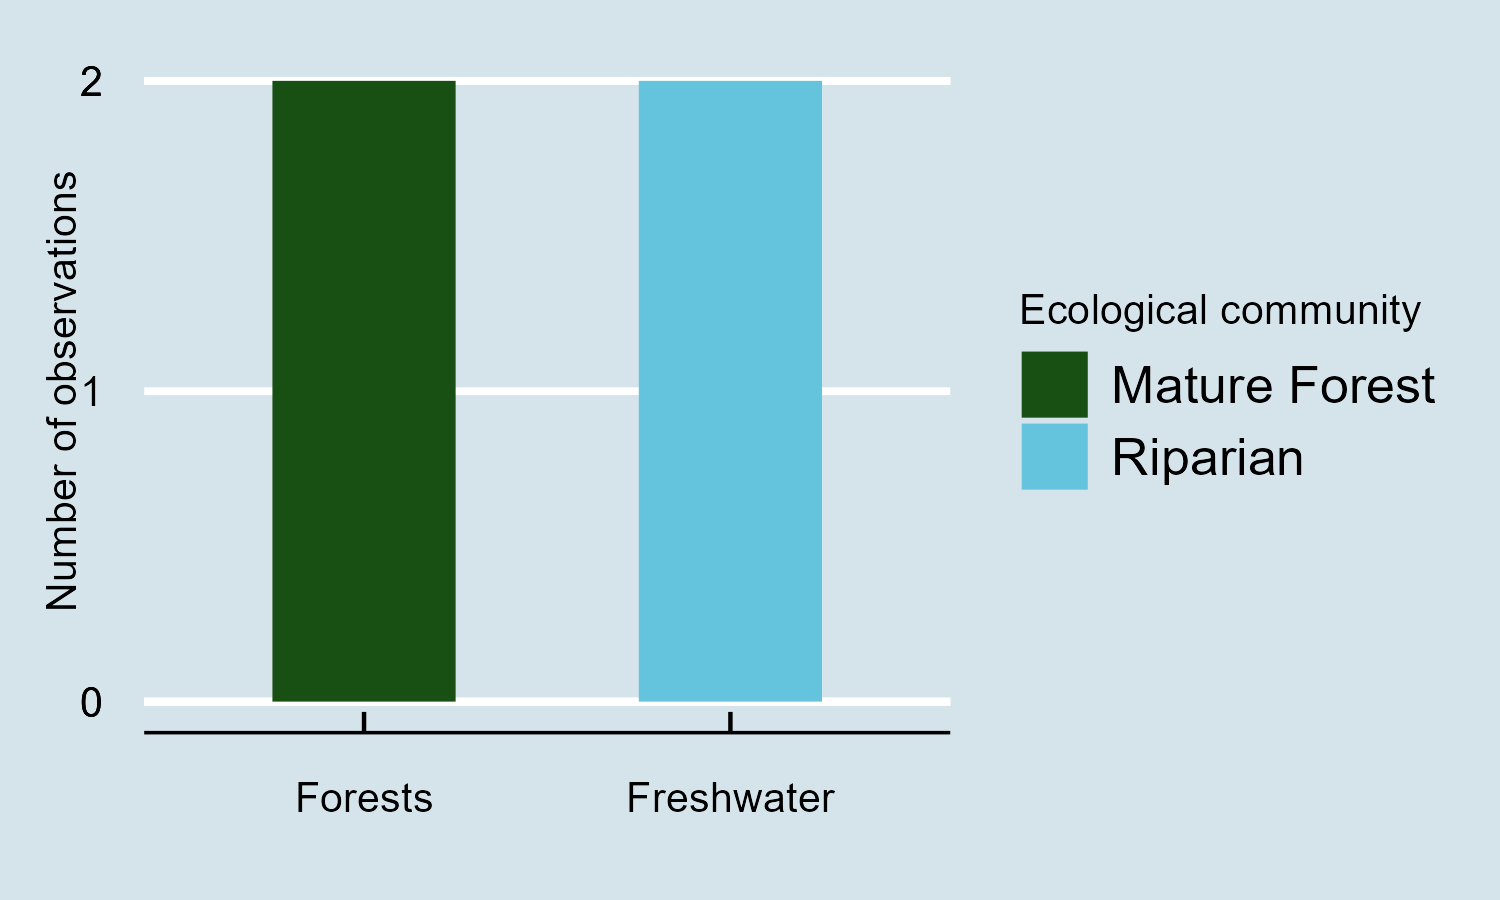 Number of observations
2
1
0
Forests
Freshwater
Ecological community
Mature Forest
Riparian